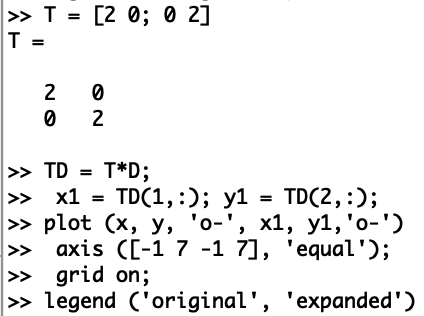 >> T = [2 0; 0 2]
T =
2 0
0 2
>> TD = T*D;
>> x1 = TD(1,:); y1 = TD(2,:);
>> plot (x, y, 'o-', x1, y1,'o-')
>> axis ([-1 7 -1 7], 'equal');
>> grid on;
>> legend ('original', 'expanded')